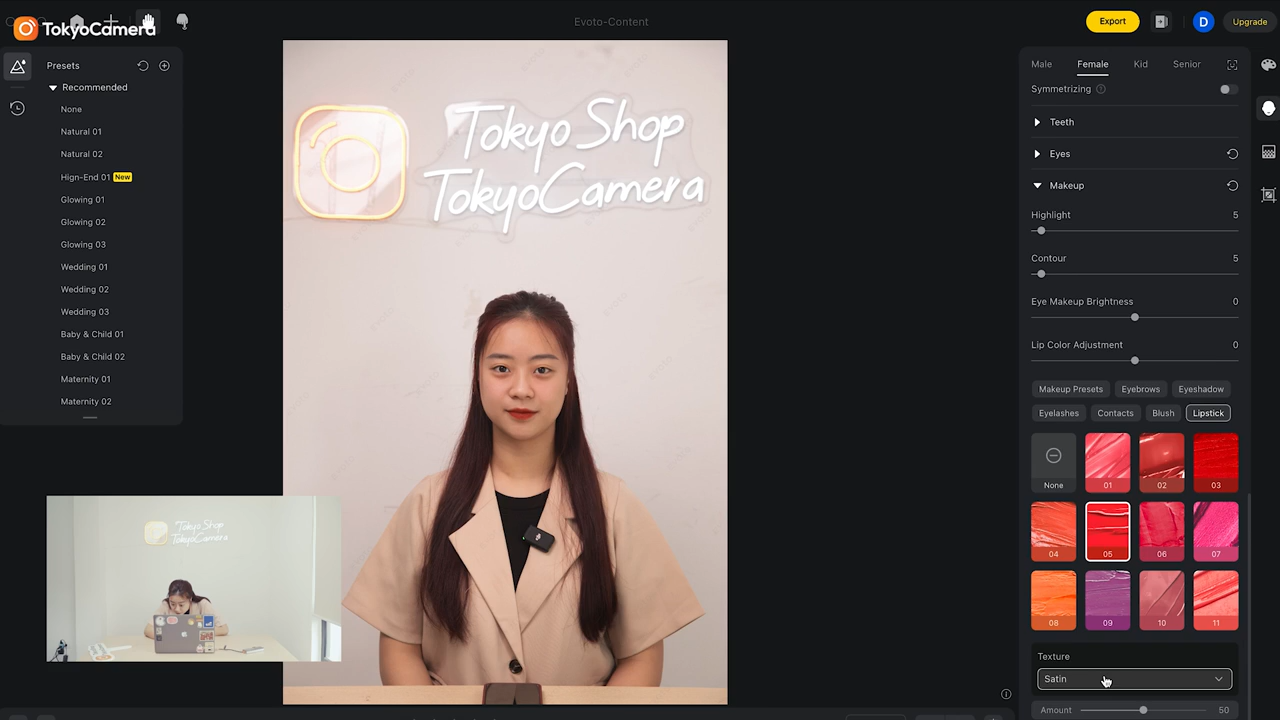 TokyoCamera
Evoto-Content
Export
D
Upgrade
Presets
Recommended
None
Natural 01
Natural 02
Hign-End 01 New
Glowing 01
Glowing 02
Glowing 03
Wedding 01
Wedding 02
Wedding 03
Baby & Child 01
Baby & Child 02
Maternity 01
Maternity 02
Tokyo Shop
TokyoCamera
Tokyo Shop
TokyoCamera
Male Female Kid Senior
Symmetrizing
Teeth
Eyes
Makeup
Highlight 5
Contour 5
Eye Makeup Brightness 0
Lip Color Adjustment 0
Makeup Presets Eyebrows Eyeshadow
Eyelashes Contacts Blush Lipstick
None 01 02 03
04 05 06 07
08 09 10 11
Texture
Satin
Amount 50